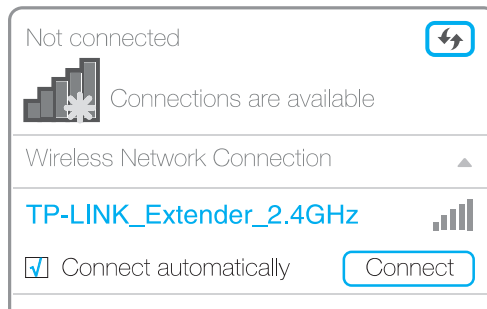 Not connected
Connections are available
Wireless Network Connection
TP-LINK_Extender_2.4GHz
Connect automatically
Connect